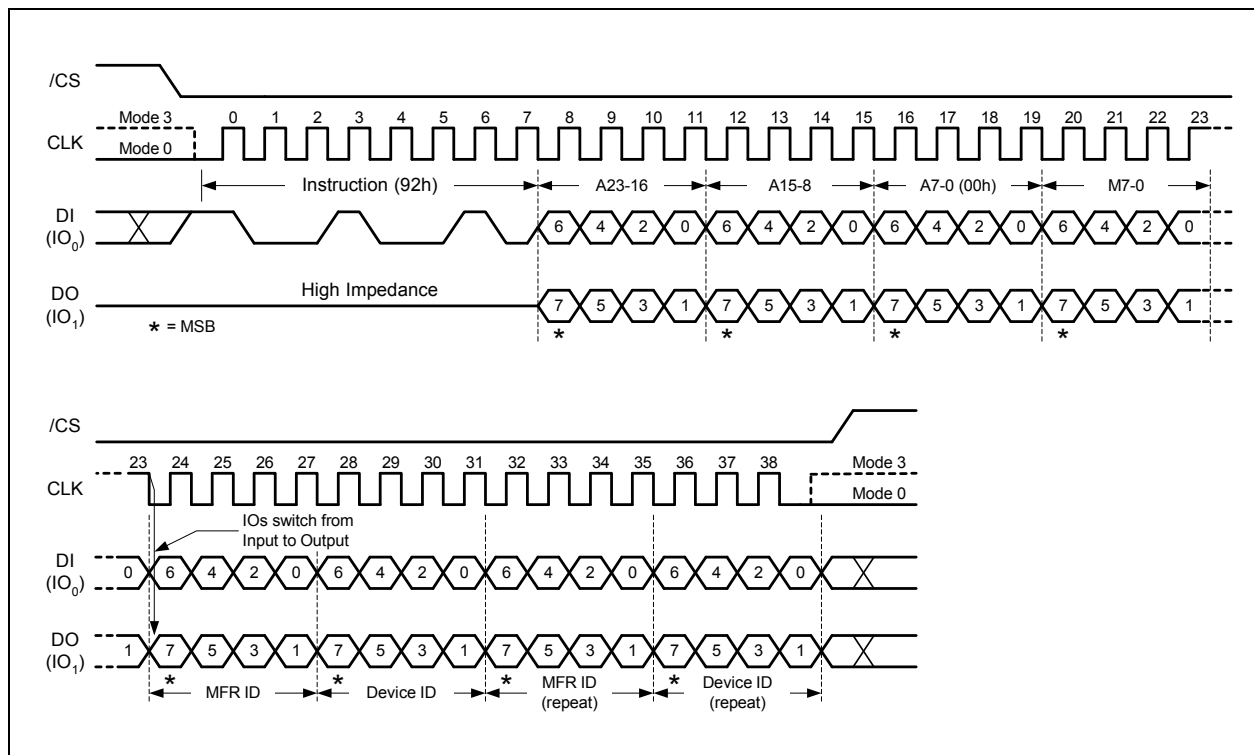 /CS
Mode 3 0 1 2 3 4 5 6 7 8 9 10 11 12 13 14 15 16 17 18 19 20 21 22 23
CLK Mode 0
Instruction (92h) A23-16 A15-8 A7-0 (00h) M7-0
DI
(IO0) 6 4 2 0 6 4 2 0 6 4 2 0 6 4 2 0
DO High Impedance
(IO1) 7 5 3 1 7 5 3 1 7 5 3 1 7 5 3 1
* = MSB * * * *
/CS
23 24 25 26 27 28 29 30 31 32 33 34 35 36 37 38 Mode 3
CLK Mode 0
IOs switch from
Input to Output
DI
(IO0) 0 6 4 2 0 6 4 2 0 6 4 2 0 6 4 2 0
DO
(IO1) 1 7 5 3 1 7 5 3 1 7 5 3 1 7 5 3 1
* * * *
MFR ID Device ID MFR ID Device ID
(repeat) (repeat)